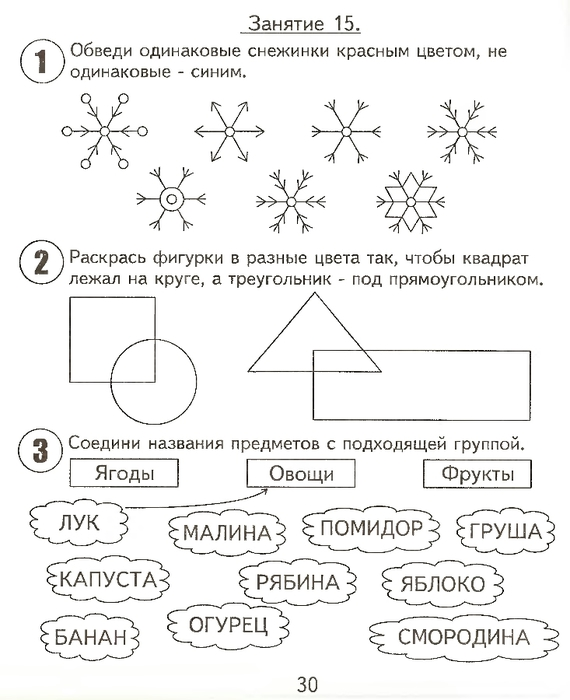 Занятие 15.
1 Обведи одинаковые снежинки красным цветом, не
одинаковые - синим.
2 Раскрась фигурки в разные цвета так, чтобы квадрат
лежал на круге, а треугольник - под прямоугольником.
3 Соедини названия предметов с подходящей группой.
Ягоды Овощи Фрукты
ЛУК МАЛИНА ПОМИДОР ГРУША
КАПУСТА РЯБИНА ЯБЛОКО
БАНАН ОГУРЕЦ СМОРОДИНА
30